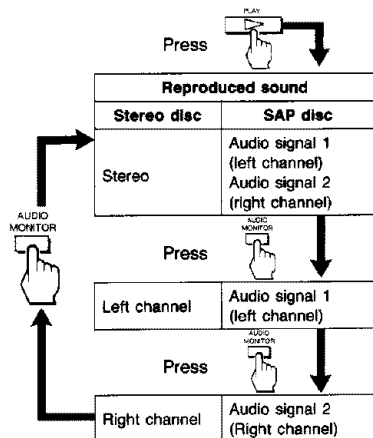 PLAY
Press
Reproduced sound
Stereo disc
SAP disc
Stereo
Audio signal 1
(left channel)
Audio signal 2
(right channel)
AUDIO
MONITOR
Press
AUDIO
MONITOR
Left channel
Audio signal 1
(left channel)
Press
AUDIO
MONITOR
Right channel
Audio signal 2
(Right channel)